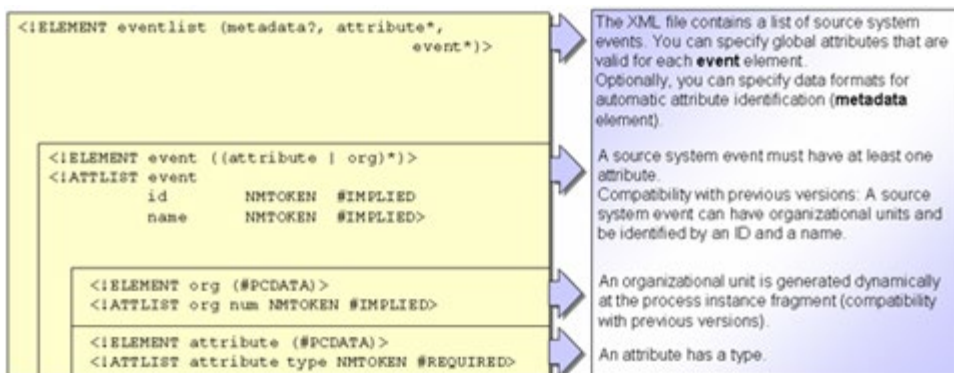 <!ELEMENT eventlist (metadata?, attribute*,
event*)>
The XML file contains a list of source system
events. You can specify global attributes that are
valid for each event element.
Optionally, you can specify data formats for
automatic attribute identification (metadata
element).
<!ELEMENT event ((attribute | org)*)>
<!ATTLIST event
id NMTOKEN #IMPLIED
name NMTOKEN #IMPLIED>
A source system event must have at least one
attribute.
Compatibility with previous versions: A source
system event can have organizational units and
be identified by an ID and a name.
<!ELEMENT org (#PCDATA)>
<!ATTLIST org num NMTOKEN #IMPLIED>
An organizational unit is generated dynamically
at the process instance fragment (compatibility
with previous versions).
<!ELEMENT attribute (#PCDATA)>
<!ATTLIST attribute type NMTOKEN #REQUIRED>
An attribute has a type.